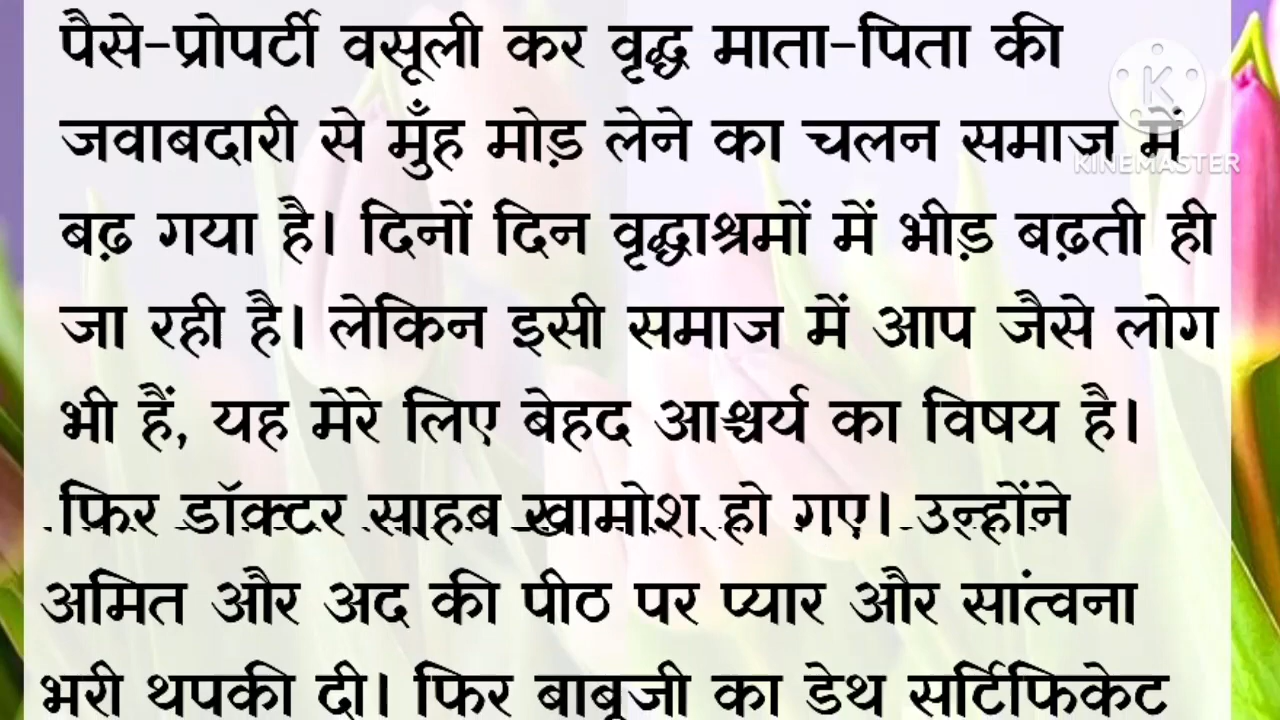 पैसे-प्रोपर्टी वसूली कर वृद्ध माता-पिता की
जवाबदारी से मुँह मोड़ लेने का चलन समाज में
KINEMASTER
बढ़ गया है। दिनों दिन वृद्धाश्रमों में भीड़ बढ़ती ही
जा रही है। लेकिन इसी समाज में आप जैसे लोग
भी हैं, यह मेरे लिए बेहद आश्चर्य का विषय है।
फिर डॉक्टर साहब खामोश हो गए। उन्होंने
अमित और अद की पीठ पर प्यार और सांत्वना
भरी थपकी दी। फिर बाबूजी का डेथ सर्टिफिकेट